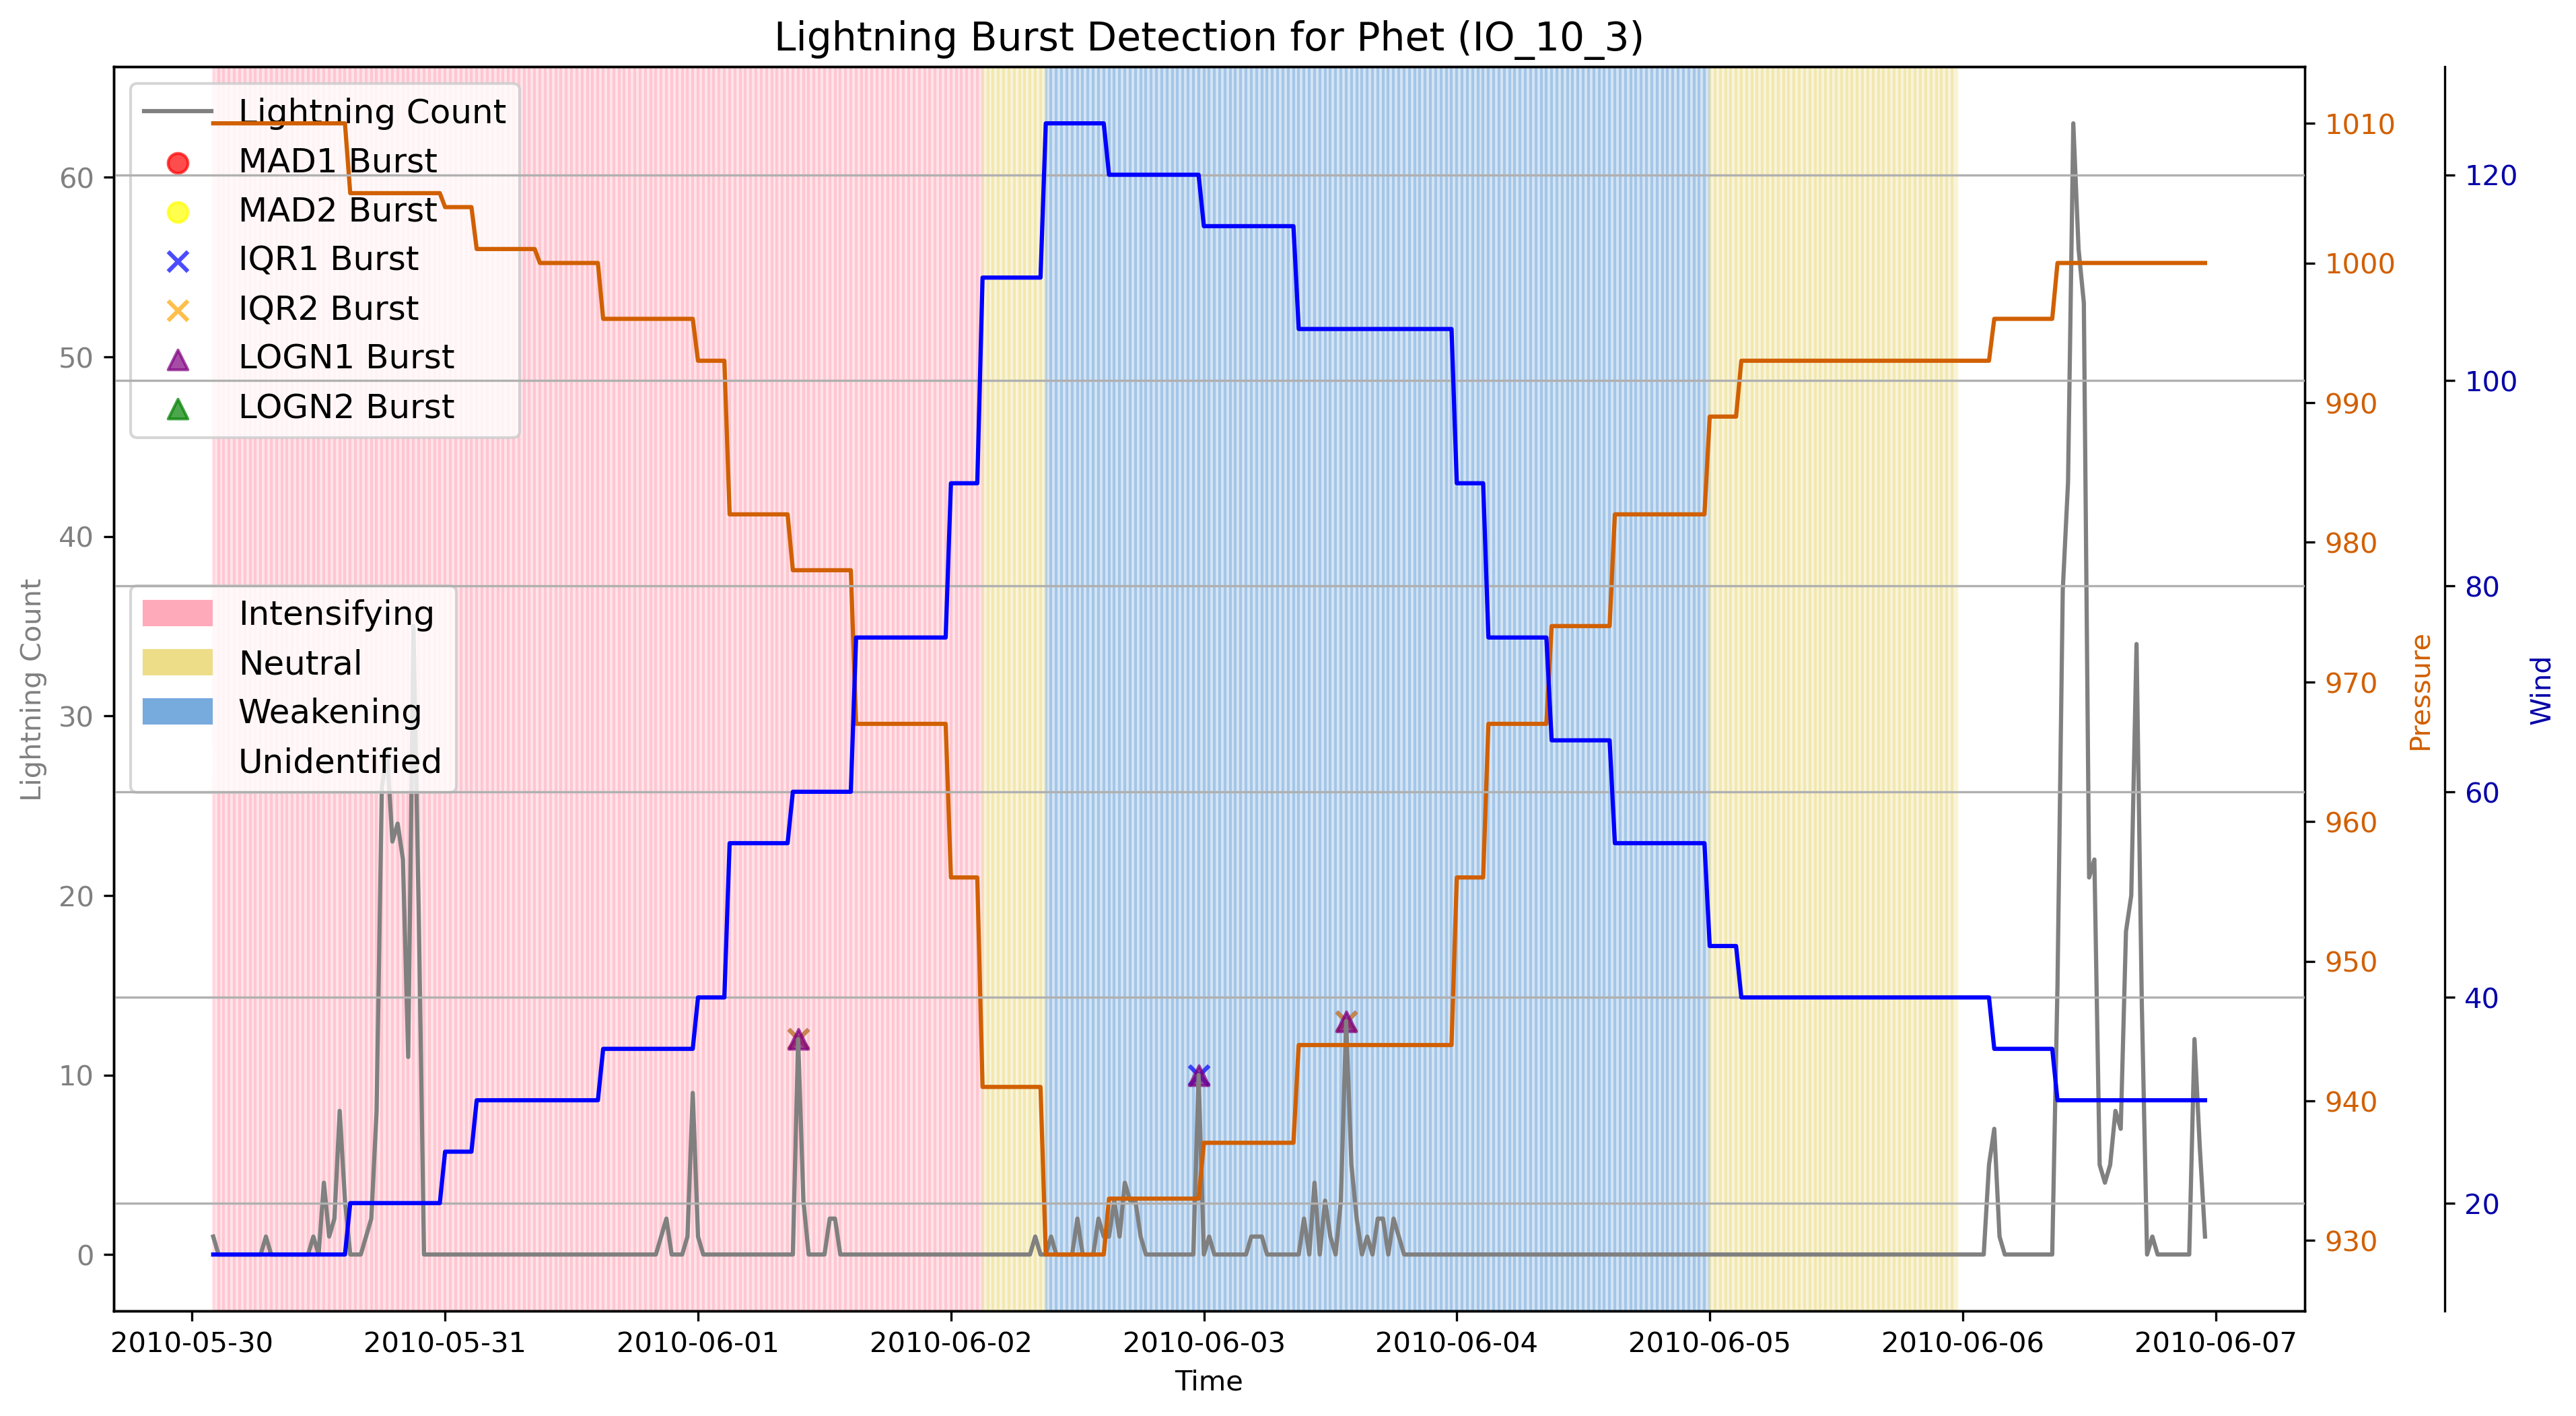 Lightning Burst Detection for Phet (IO_10_3)
Lightning Count
MAD1 Burst
MAD2 Burst
IQR1 Burst
IQR2 Burst
LOGN1 Burst
LOGN2 Burst
Intensifying
Neutral
Weakening
Unidentified
Lightning Count
60
50
40
30
20
10
0
1010
1000
990
980
970
960
950
940
930
Pressure
120
100
80
60
40
20
Wind
2010-05-30
2010-05-31
2010-06-01
2010-06-02
2010-06-03
2010-06-04
2010-06-05
2010-06-06
2010-06-07
Time